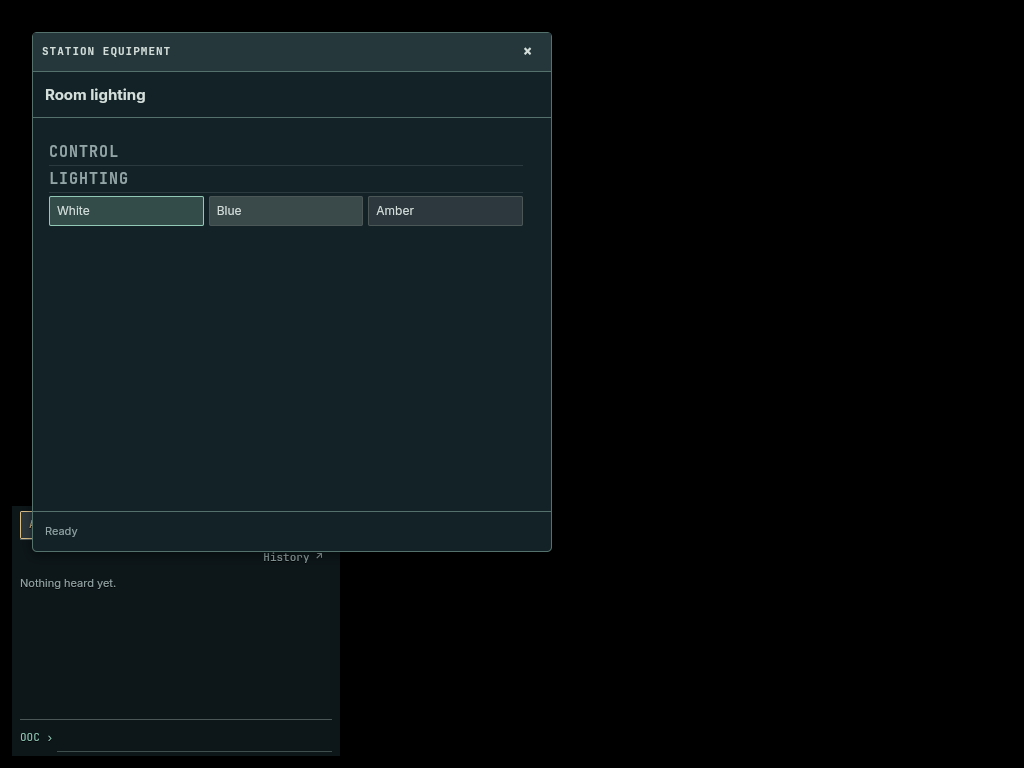 STATION EQUIPMENT ×
Room lighting
CONTROL
LIGHTING
White Blue Amber
Ready
History ↗
Nothing heard yet.
OOC ›